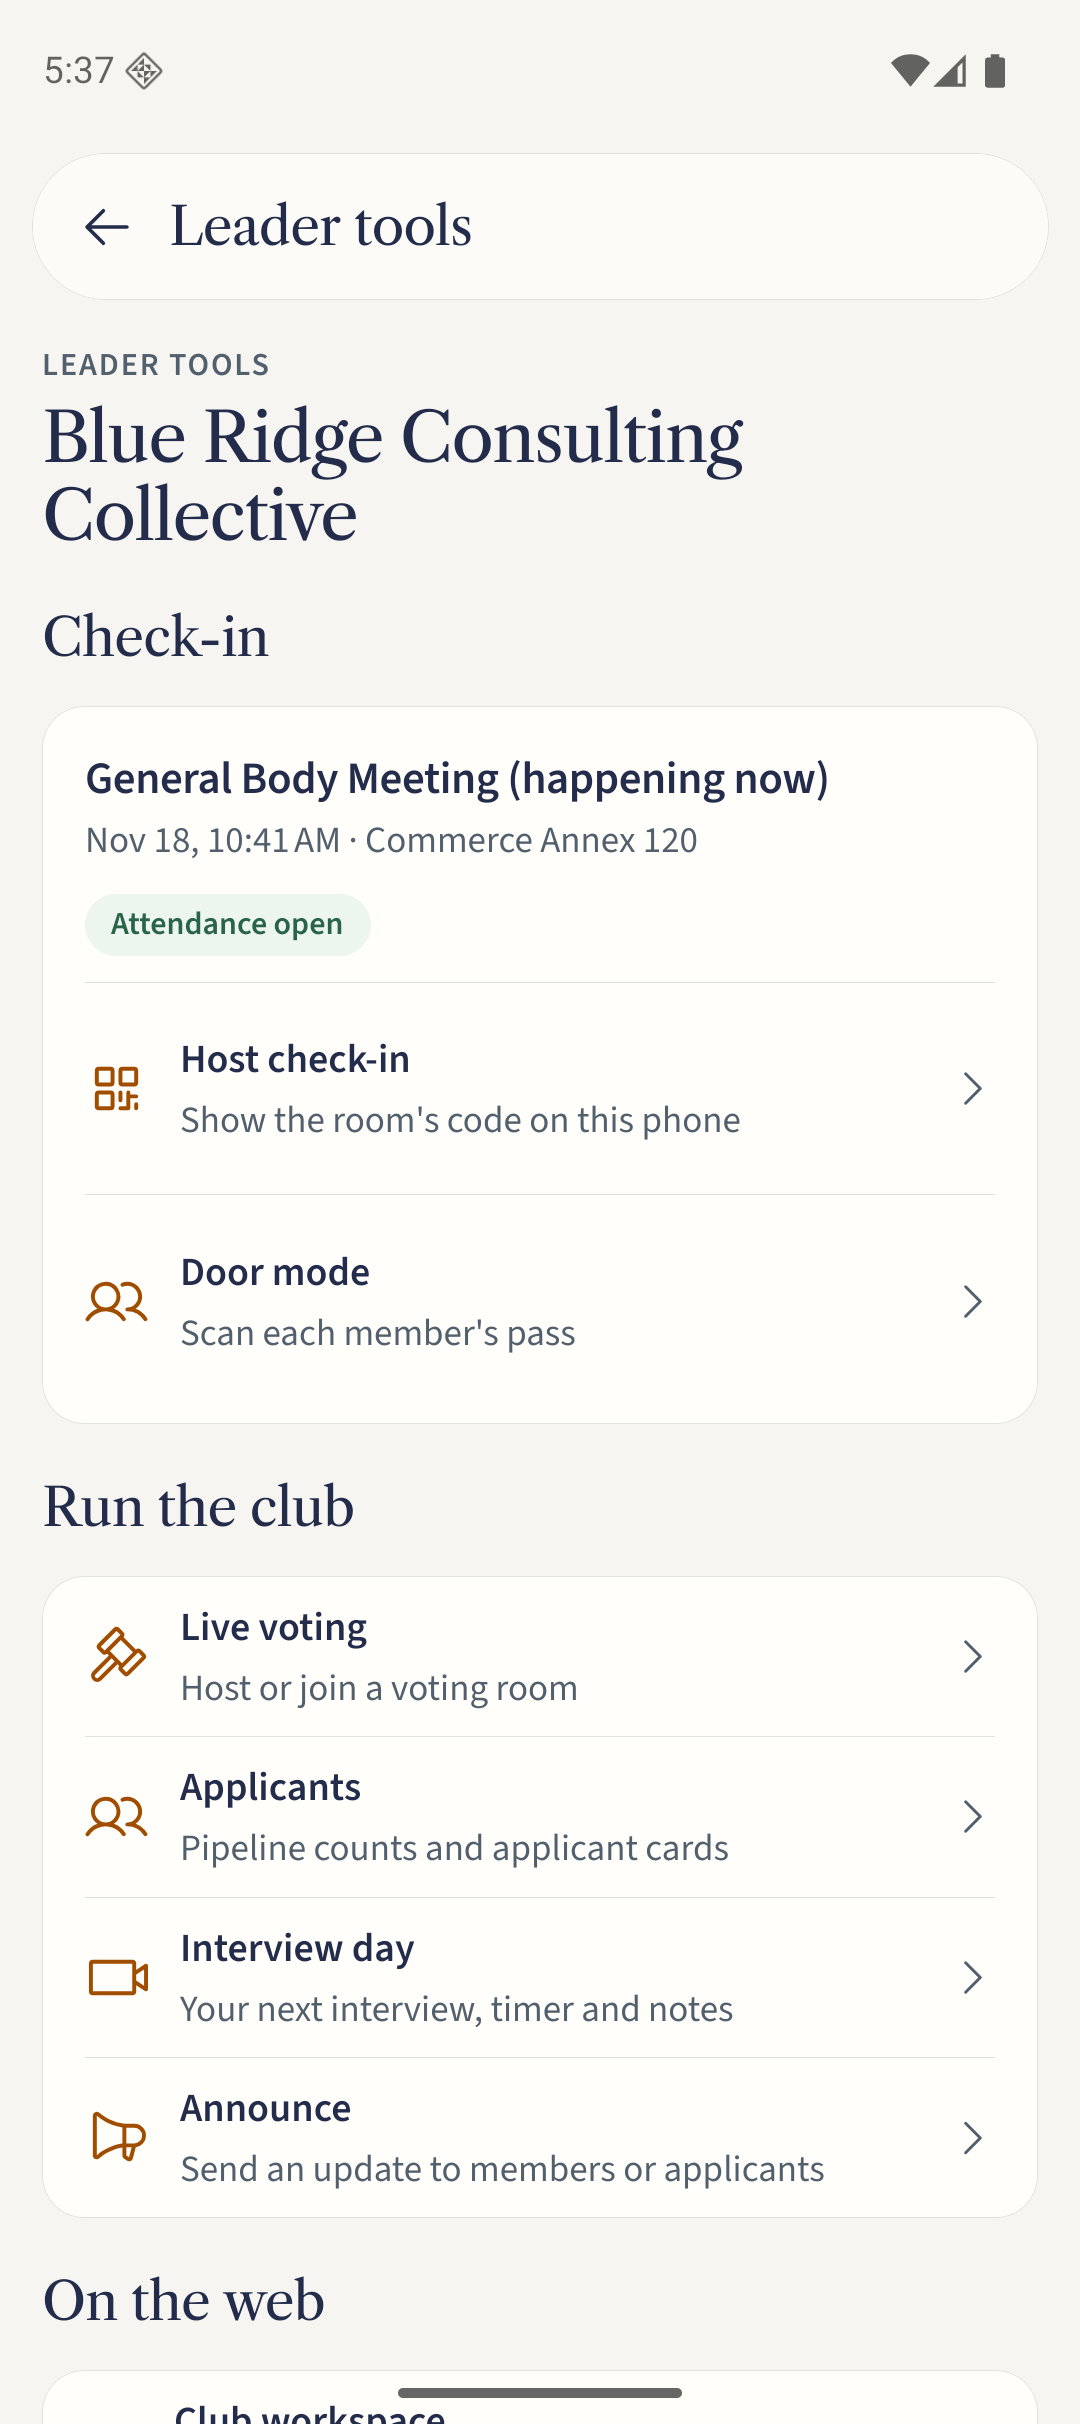 5:37
Leader tools
LEADER TOOLS
Blue Ridge Consulting
Collective
Check-in
General Body Meeting (happening now)
Nov 18, 10:41 AM · Commerce Annex 120
Attendance open
Host check-in
Show the room's code on this phone
Door mode
Scan each member's pass
Run the club
Live voting
Host or join a voting room
Applicants
Pipeline counts and applicant cards
Interview day
Your next interview, timer and notes
Announce
Send an update to members or applicants
On the web
Club workspace